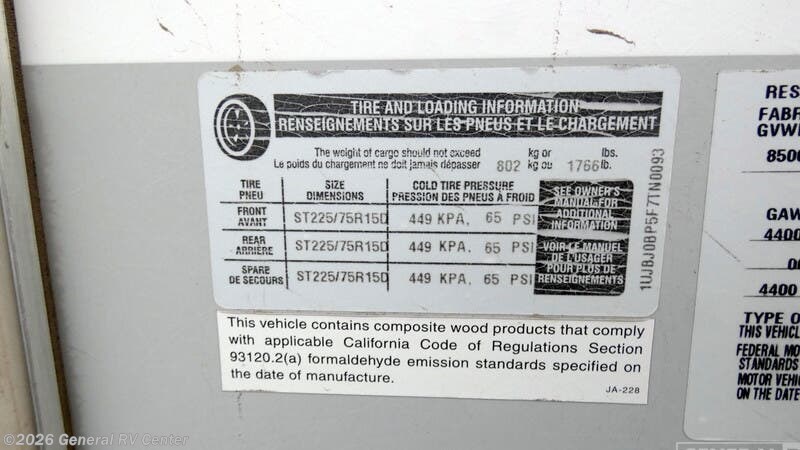 TIRE AND LOADING INFORMATION
RENSEIGNEMENTS SUR LES PNEUS ET LE CHARGEMENT
The weight of cargo should not exceed kg or lbs.
Le poids du chargement ne doit jamais dépasser 802 kg ou 1766 lb.
TIRE PNEU
SIZE DIMENSIONS
COLD TIRE PRESSURE
PRESSION DES PNEUS À FROID
FRONT AVANT ST225/75R15D 449 KPA, 65 PSI
REAR ARRIÈRE ST225/75R15D 449 KPA, 65 PSI
SPARE DE SECOURS ST225/75R15D 449 KPA, 65 PSI
SEE OWNER'S
MANUAL FOR
ADDITIONAL
INFORMATION
VOIR LE MANUEL
DE L'USAGER
POUR PLUS DE
RENSEIGNEMENTS
1UJBJ0BP5F7TN0093
This vehicle contains composite wood products that comply
with applicable California Code of Regulations Section
93120.2(a) formaldehyde emission standards specified on
the date of manufacture.
JA-228
RES
FABR
GVWR
8500
GAW
4400
4400
TYPE O
THIS VEHICL
FEDERAL MO
STANDARDS
MOTOR VEHI
ON THE DATE
©2026 General RV Center